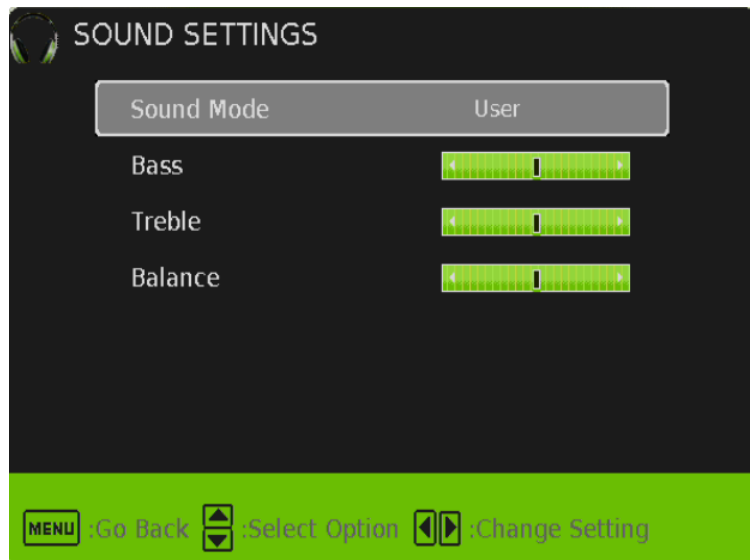 SOUND SETTINGS
Sound Mode User
Bass
Treble
Balance
MENU :Go Back :Select Option :Change Setting